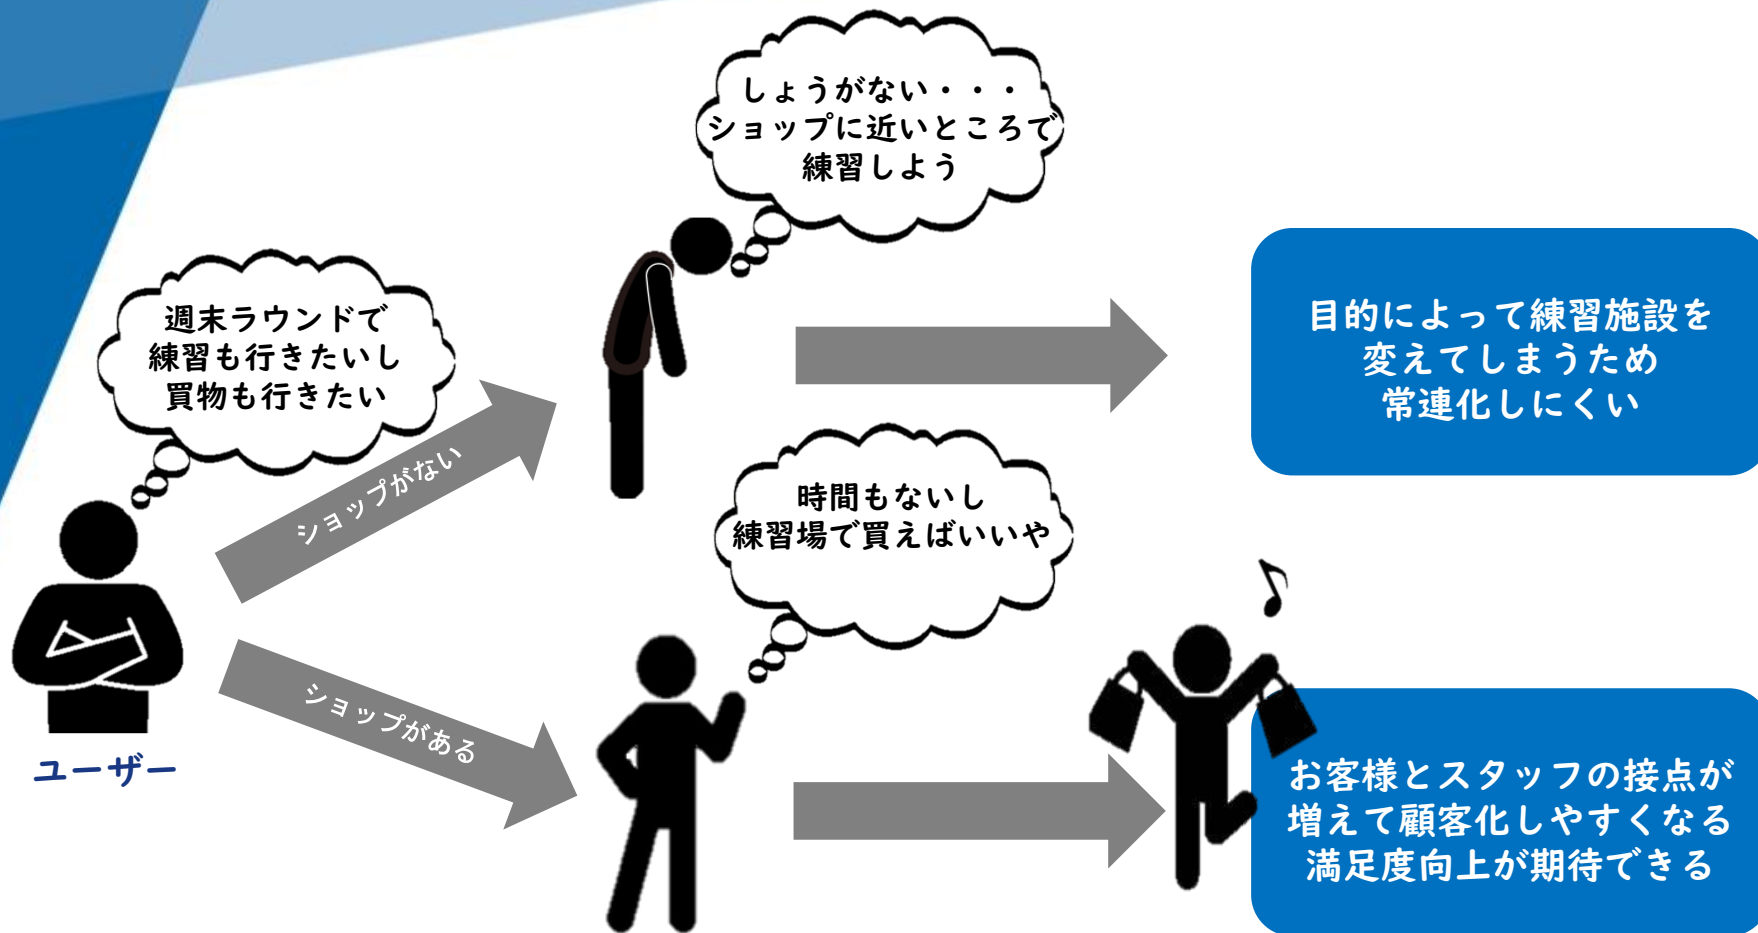 しょうがない・・・
ショップに近いところで
練習しよう
週末ラウンドで
練習も行きたいし
買物も行きたい
ショップがない
目的によって練習施設を
変えてしまうため
常連化しにくい
時間もないし
練習場で買えばいいや
ショップがある
ユーザー
お客様とスタッフの接点が
増えて顧客化しやすくなる
満足度向上が期待できる